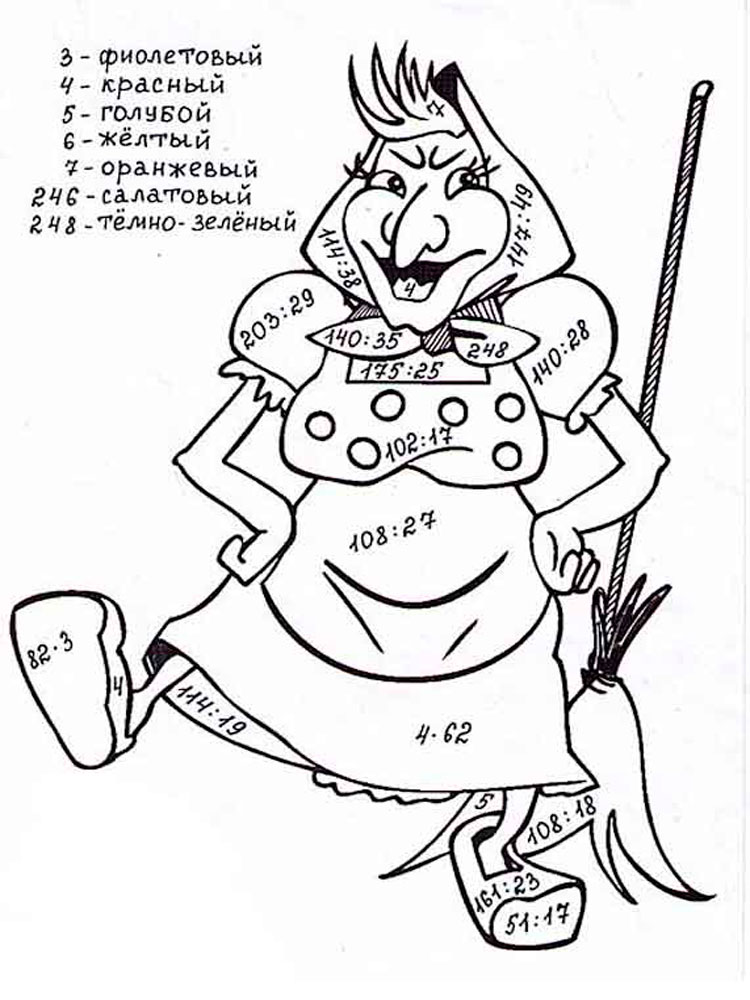 3 - фиолетовый
4 - красный
5 - голубой
6 - жёлтый
7 - оранжевый
246 - салатовый
248 - тёмно-зелёный
7
147:49
114:38
4
203:29
140:35
248
140:28
175:25
102:17
108:27
82·3
4
114:19
4·62
5
108:18
161:23
51:17